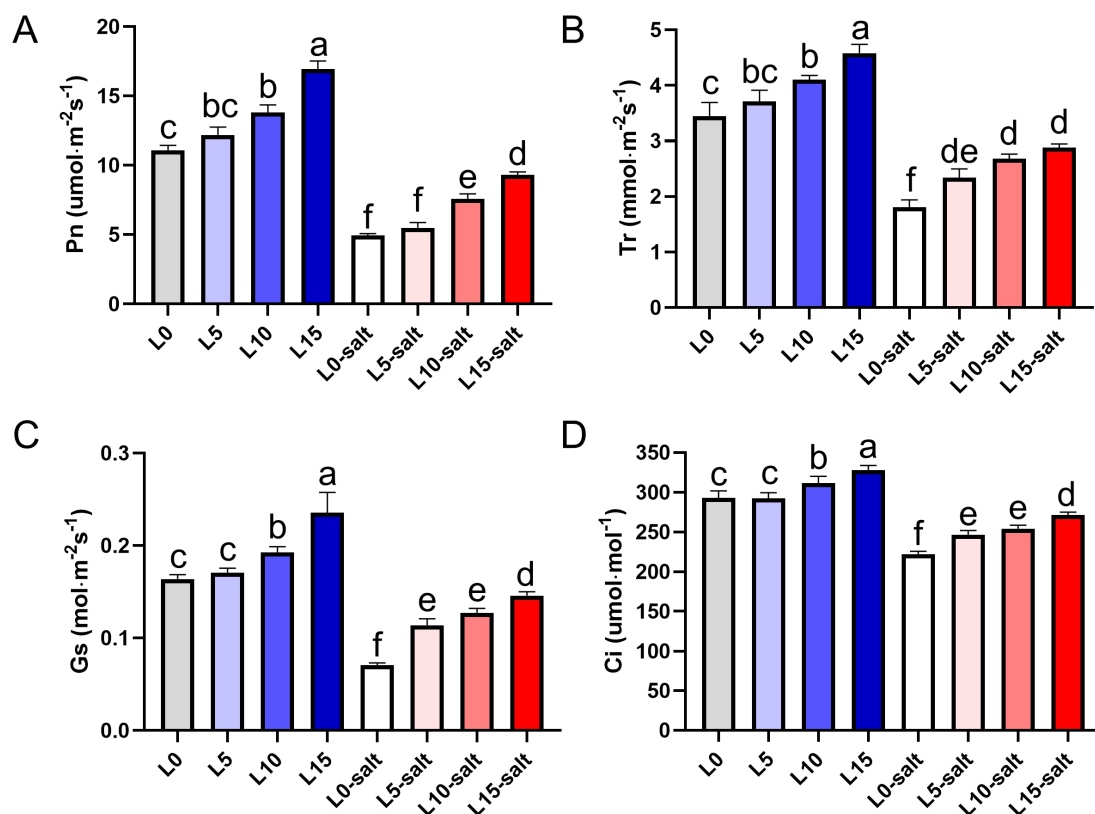 A
Pn (umol·m⁻²s⁻¹)
20
15
10
5
0
c
bc
b
a
f
f
e
d
L0
L5
L10
L15
L0-salt
L5-salt
L10-salt
L15-salt
B
Tr (mmol·m⁻²s⁻¹)
5
4
3
2
1
0
c
bc
b
a
f
de
d
d
L0
L5
L10
L15
L0-salt
L5-salt
L10-salt
L15-salt
C
Gs (mol·m⁻²s⁻¹)
0.3
0.2
0.1
0.0
c
c
b
a
f
e
e
d
L0
L5
L10
L15
L0-salt
L5-salt
L10-salt
L15-salt
D
Ci (umol·mol⁻¹)
350
300
250
200
150
100
50
0
c
c
b
a
f
e
e
d
L0
L5
L10
L15
L0-salt
L5-salt
L10-salt
L15-salt